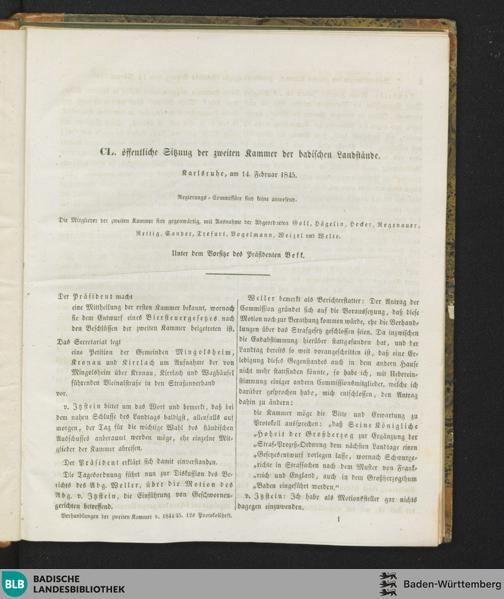 CL. öffentliche Sitzung der zweiten Kammer der badischen Landstände.
Karlsruhe, am 14. Februar 1845.
Regierungs-Commissäre sind keine anwesend.
Die Mitglieder der zweiten Kammer sind gegenwärtig, mit Ausnahme der Abgeordneten Goll, Hägelin, Hecker, Regenauer,
Rettig, Sander, Trefurt, Vogelmann, Weizel und Welte.
Unter dem Vorsitze des Präsidenten Bekk.
Der Präsident macht
eine Mittheilung der ersten Kammer bekannt, wornach
sie dem Entwurf eines Biersteuergesetzes nach
den Beschlüssen der zweiten Kammer beigetreten ist.
Das Secretariat legt
eine Petition der Gemeinden Mingolsheim,
Kronau und Kirrlach um Aufnahme der von
Mingelsheim über Kronau, Kirrlach und Waghäusel
führenden Vicinalstraße in den Straßenverband
vor.
v. Itzstein bittet um das Wort und bemerkt, daß bei
dem nahen Schlusse des Landtags baldigst, allenfalls auf
morgen, der Tag für die wichtige Wahl des ständischen
Ausschusses anberaumt werden möge, ehe einzelne Mit-
glieder der Kammer abreisen.
Der Präsident erklärt sich damit einverstanden.
Die Tagesordnung führt nun zur Diskussion des Be-
richts des Abg. Weller, über die Motion des
Abg. v. Itzstein, die Einführung von Geschwornen-
gerichten betreffend.
Verhandlungen der zweiten Kammer v. 1844/45. 12s Protokollheft.
Weller bemerkt als Berichterstatter: Der Antrag der
Commission gründet sich auf die Voraussetzung, daß diese
Motion noch zur Berathung kommen würde, ehe die Verhand-
lungen über das Strafgesetz geschlossen seien. Da inzwischen
die Endabstimmung hierüber stattgefunden hat, und der
Landtag bereits so weit vorangeschritten ist, daß eine Er-
ledigung dieses Gegenstandes auch in dem andern Hause
nicht mehr stattfinden könnte, so habe ich, mit Ueberein-
stimmung einiger andern Commissionsmitglieder, welche ich
darüber gesprochen habe, mich entschlossen, den Antrag
dahin zu ändern:
die Kammer möge die Bitte und Erwartung zu
Protokoll aussprechen: „daß Seine Königliche
„Hoheit der Großherzog zur Ergänzung der
„Straf-Prozeß-Ordnung dem nächsten Landtage einen
„Gesetzesentwurf vorlegen lasse, wornach Schwurge-
„richte in Strafsachen nach dem Muster von Frank-
„reich und England, auch in dem Großherzogthum
„Baden eingeführt werden.“
v. Itzstein: Ich habe als Motionssteller gar nichts
dagegen einzuwenden.
1
BLB
BADISCHE
LANDESBIBLIOTHEK
Baden-Württemberg